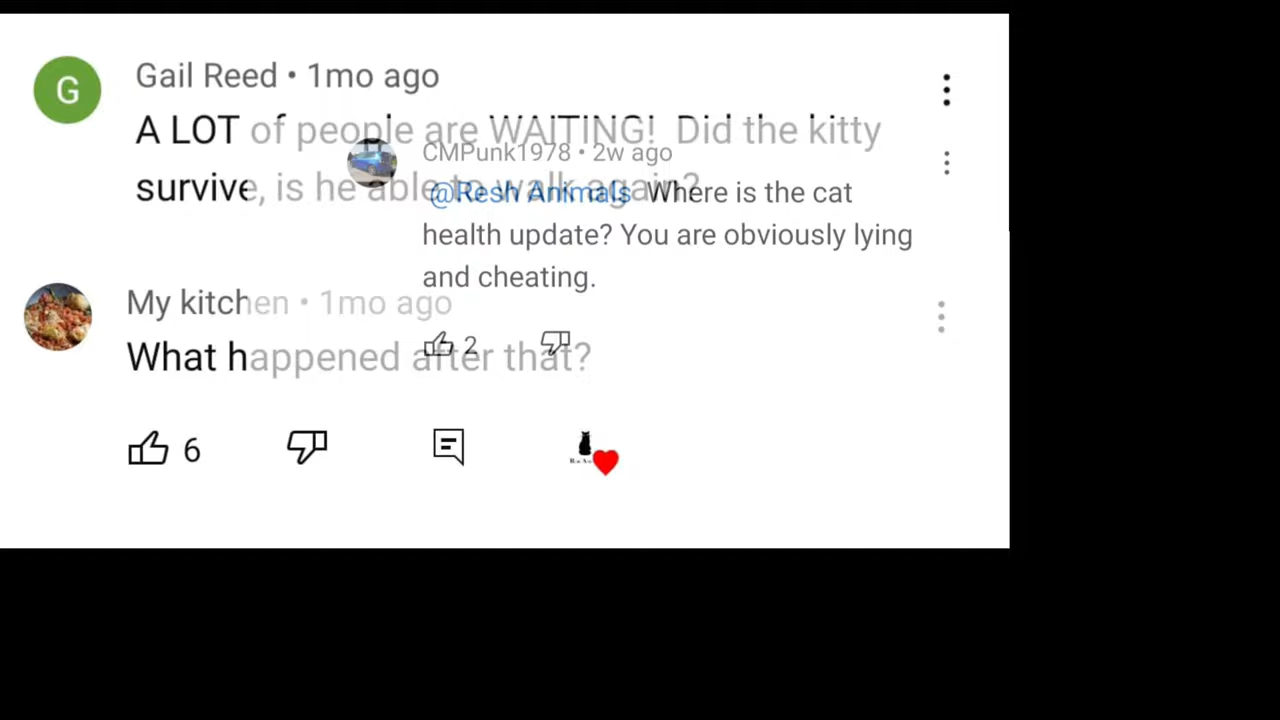 Gail Reed • 1mo ago
A LOT of people are WAITING! Did the kitty
survive, is he able to walk again?
CMPunk1978 • 2w ago
@Resh Animals Where is the cat
health update? You are obviously lying
and cheating.
2
My kitchen • 1mo ago
What happened after that?
6